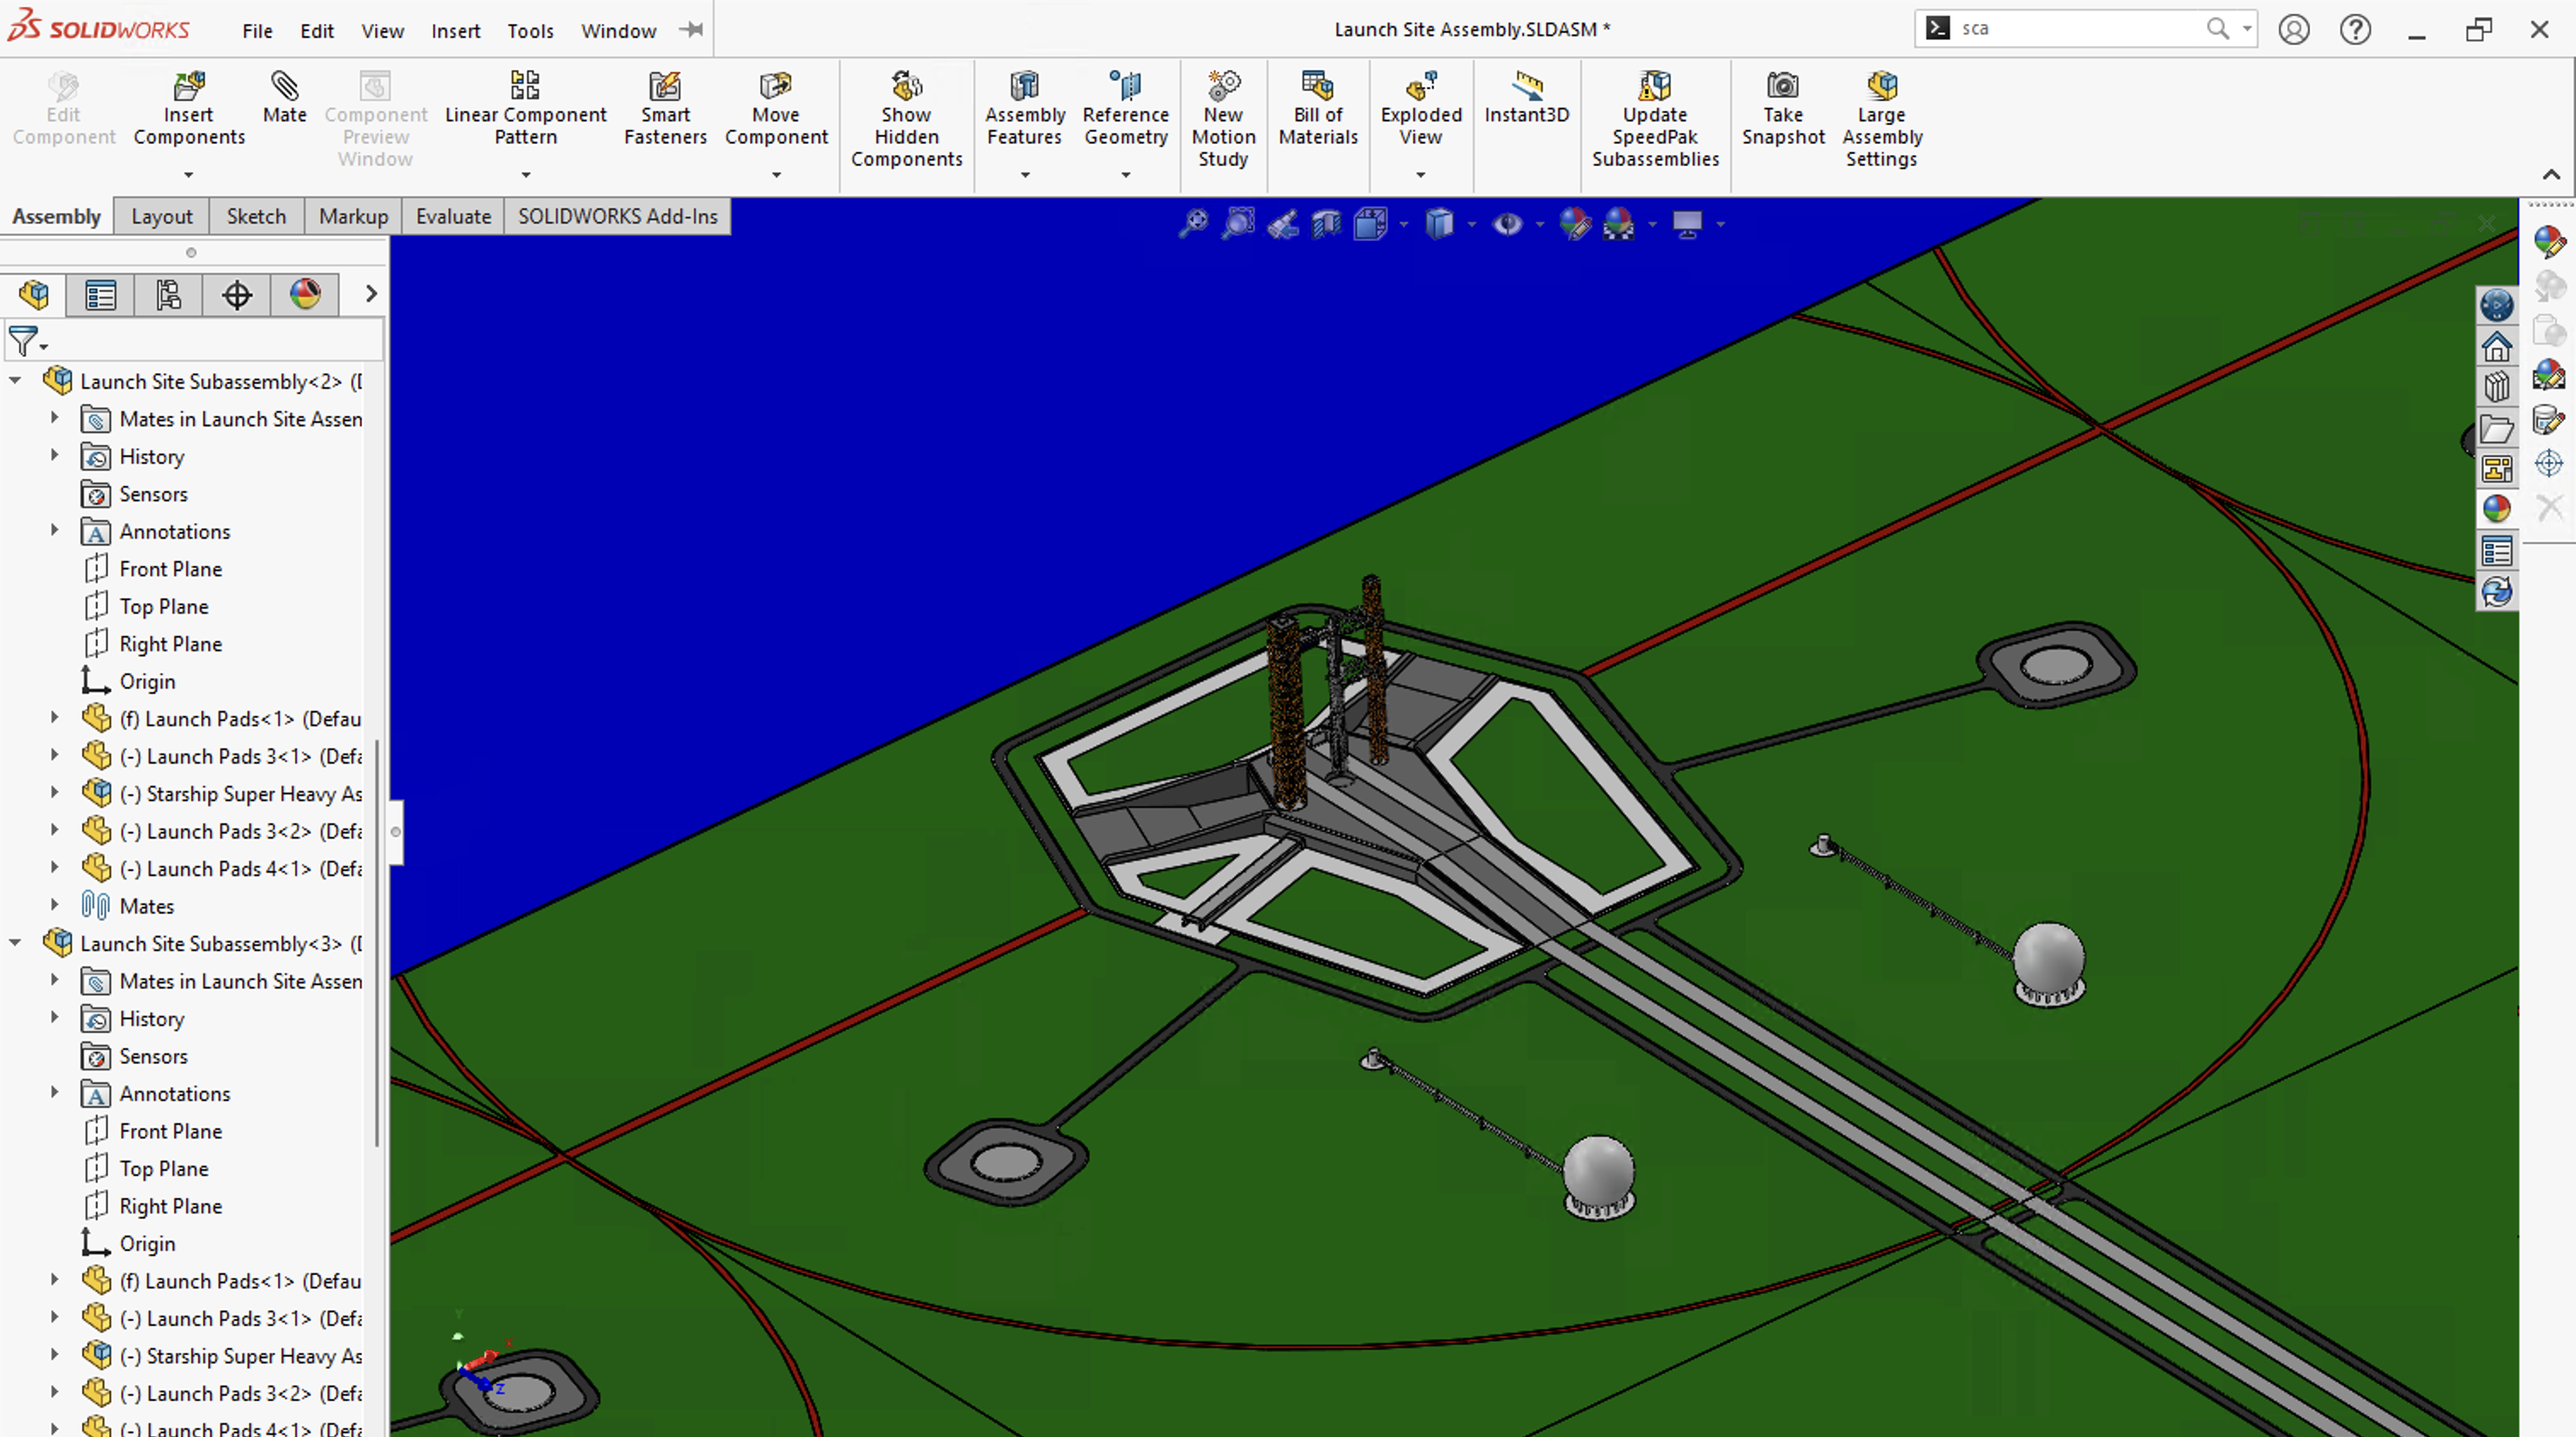 SOLIDWORKS File Edit View Insert Tools Window Launch Site Assembly.SLDASM * sca
Edit Component
Insert Components
Mate
Component Preview Window
Linear Component Pattern
Smart Fasteners
Move Component
Show Hidden Components
Assembly Features
Reference Geometry
New Motion Study
Bill of Materials
Exploded View
Instant3D
Update SpeedPak Subassemblies
Take Snapshot
Large Assembly Settings
Assembly Layout Sketch Markup Evaluate SOLIDWORKS Add-Ins
Launch Site Subassembly<2> (D
Mates in Launch Site Assem
History
Sensors
Annotations
Front Plane
Top Plane
Right Plane
Origin
(f) Launch Pads<1> (Defau
(-) Launch Pads 3<1> (Defa
(-) Starship Super Heavy As
(-) Launch Pads 3<2> (Defa
(-) Launch Pads 4<1> (Defa
Mates
Launch Site Subassembly<3> (D
Mates in Launch Site Assem
History
Sensors
Annotations
Front Plane
Top Plane
Right Plane
Origin
(f) Launch Pads<1> (Defau
(-) Launch Pads 3<1> (Defa
(-) Starship Super Heavy As
(-) Launch Pads 3<2> (Defa
(-) Launch Pads 4<1> (Defa
Y
X
Z